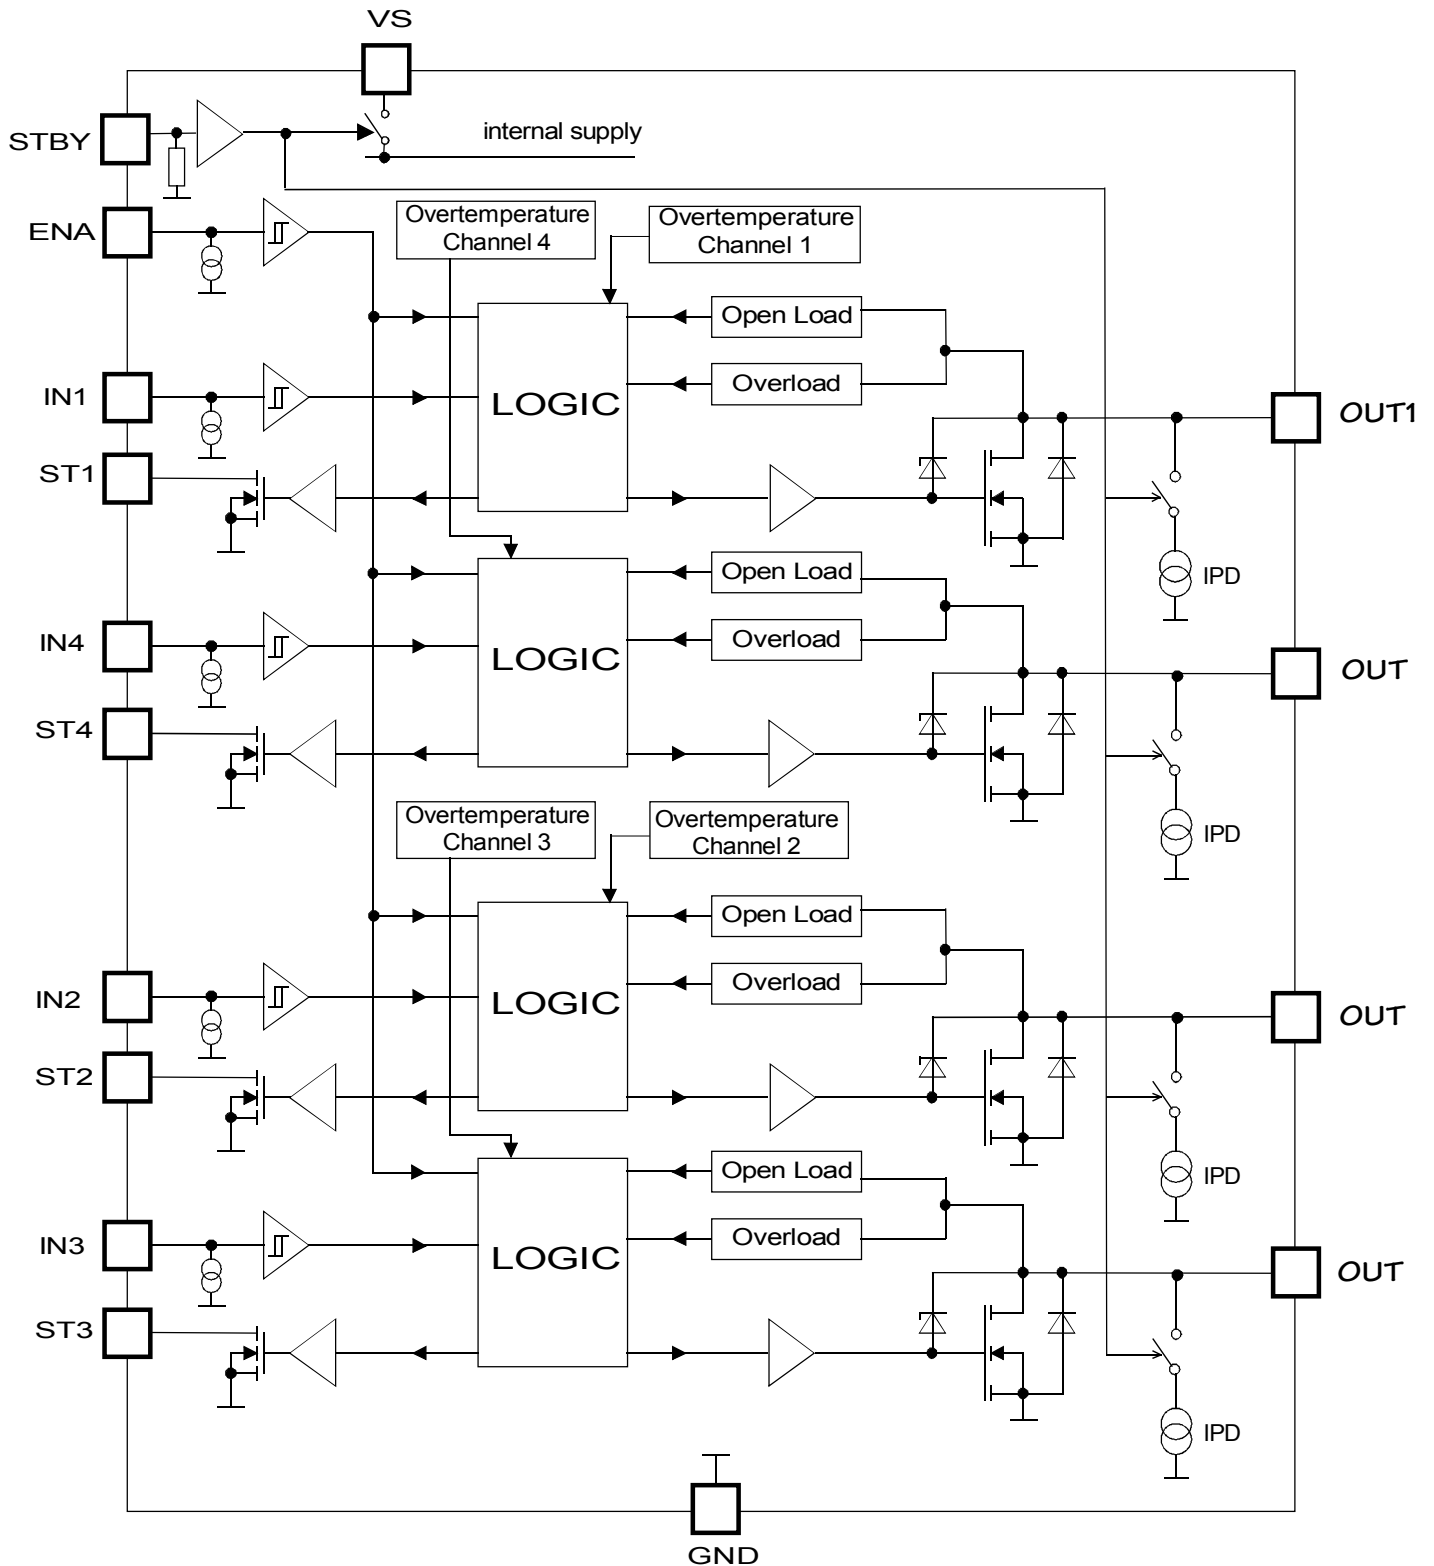 VS
STBY
internal supply
ENA
Overtemperature
Channel 4
Overtemperature
Channel 1
Open Load
IN1
LOGIC
Overload
OUT1
ST1
IPD
Open Load
IN4
LOGIC
Overload
OUT
ST4
IPD
Overtemperature
Channel 3
Overtemperature
Channel 2
Open Load
IN2
LOGIC
Overload
OUT
ST2
IPD
Open Load
IN3
LOGIC
Overload
OUT
ST3
IPD
GND